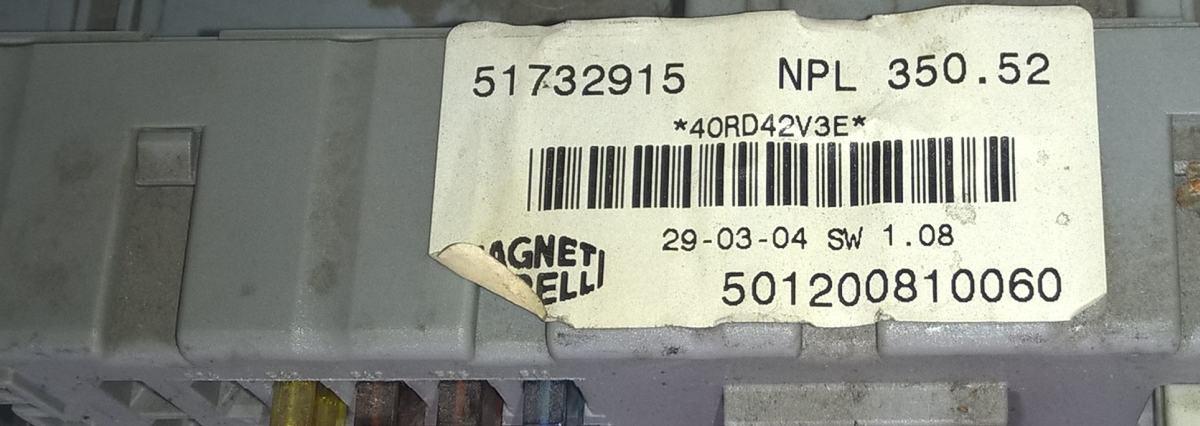 51732915 NPL 350.52
*40RD42V3E*
29-03-04 SW 1.08
AGNETI
RELLI
501200810060